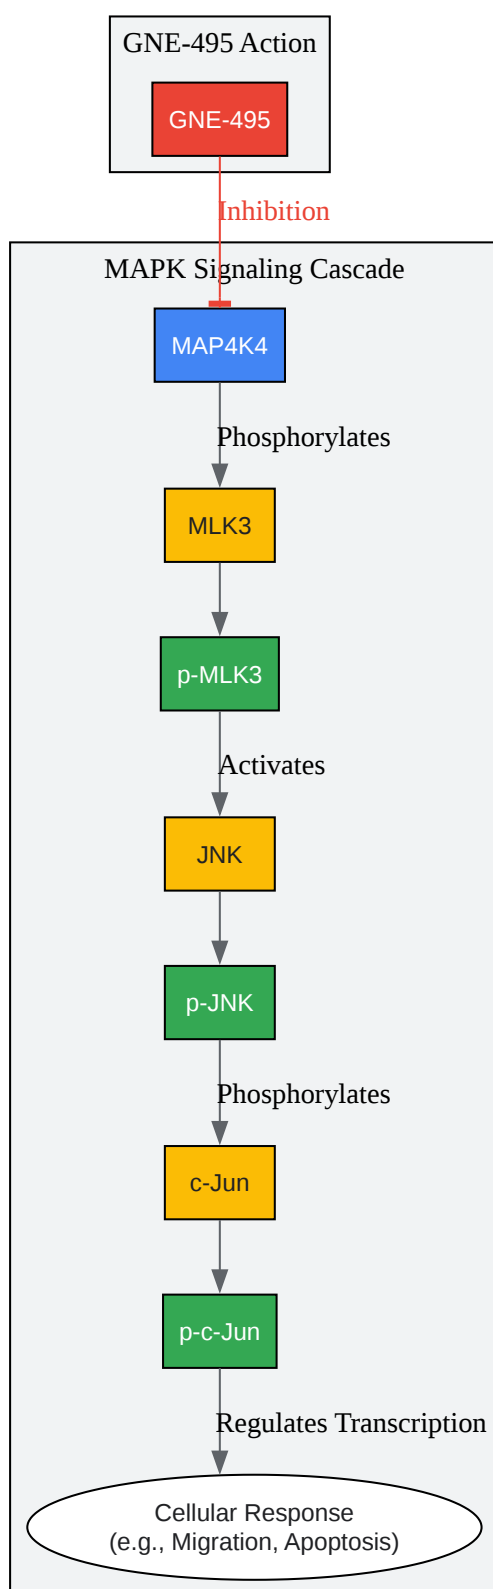 GNE-495 Action
GNE-495
Inhibition
MAPK Signaling Cascade
MAP4K4
Phosphorylates
MLK3
p-MLK3
Activates
JNK
p-JNK
Phosphorylates
c-Jun
p-c-Jun
Regulates Transcription
Cellular Response
(e.g., Migration, Apoptosis)